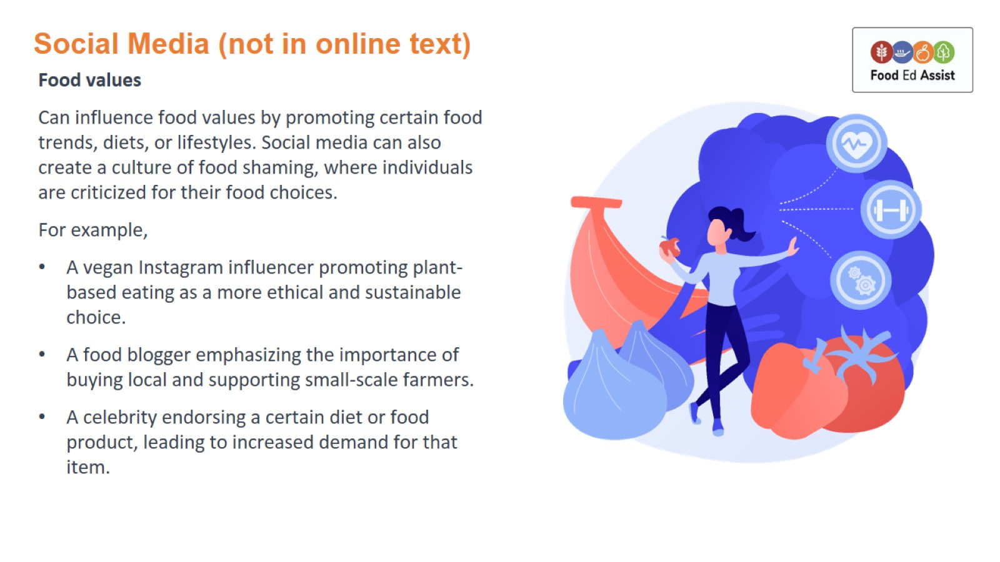 Social Media (not in online text)
Food Ed Assist
Food values
Can influence food values by promoting certain food
trends, diets, or lifestyles. Social media can also
create a culture of food shaming, where individuals
are criticized for their food choices.
For example,
• A vegan Instagram influencer promoting plant-
based eating as a more ethical and sustainable
choice.
• A food blogger emphasizing the importance of
buying local and supporting small-scale farmers.
• A celebrity endorsing a certain diet or food
product, leading to increased demand for that
item.